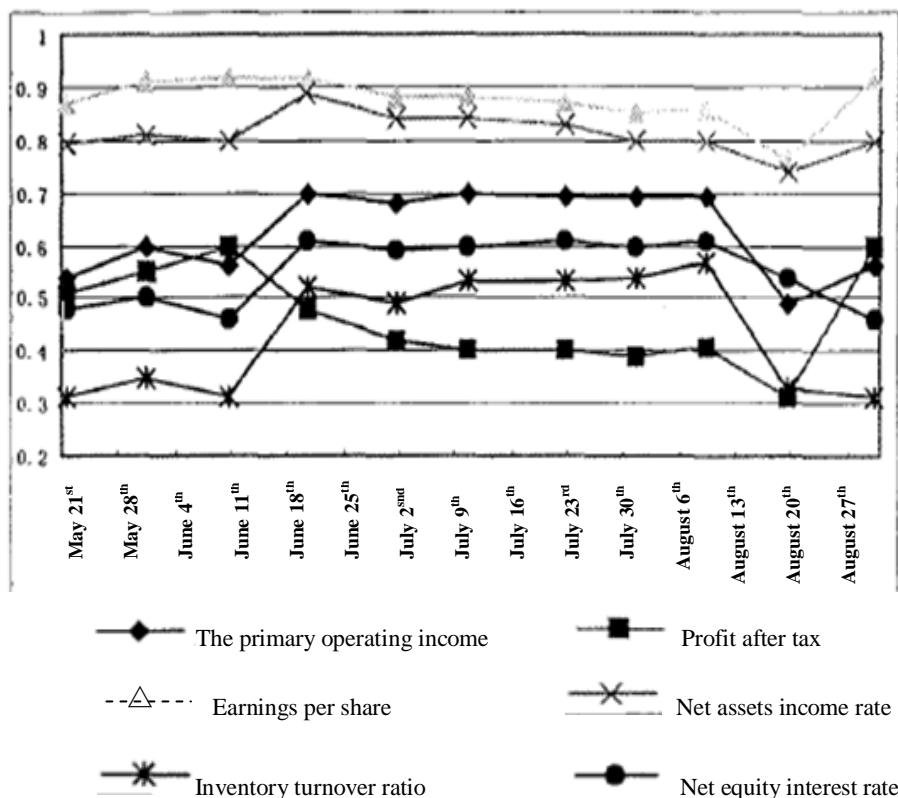 1
0.9
0.8
0.7
0.6
0.5
0.4
0.3
0.2
May 21st
May 28th
June 4th
June 11th
June 18th
June 25th
July 2snd
July 9th
July 16th
July 23rd
July 30th
August 6th
August 13th
August 20th
August 27th
The primary operating income
Profit after tax
Earnings per share
Net assets income rate
Inventory turnover ratio
Net equity interest rate